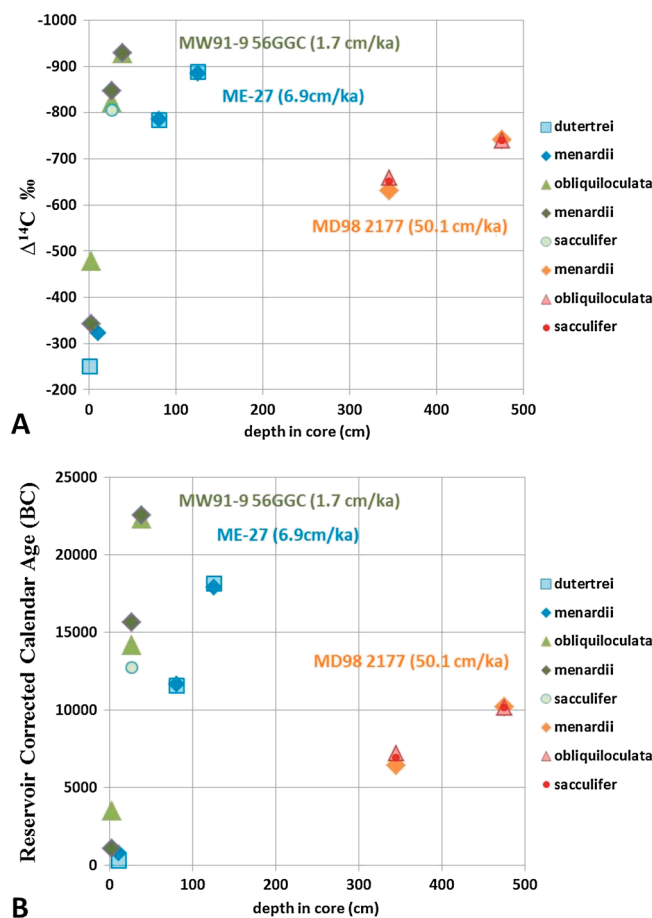 -1000
-900
-800
-700
-600
-500
-400
-300
-200
Δ¹⁴C ‰
MW91-9 56GGC (1.7 cm/ka)
ME-27 (6.9cm/ka)
MD98 2177 (50.1 cm/ka)
0 100 200 300 400 500
depth in core (cm)
dutertrei
menardii
obliquiloculata
menardii
sacculifer
menardii
obliquiloculata
sacculifer
A
25000
20000
15000
10000
5000
0
Reservoir Corrected Calendar Age (BC)
MW91-9 56GGC (1.7 cm/ka)
ME-27 (6.9cm/ka)
MD98 2177 (50.1 cm/ka)
0 100 200 300 400 500
depth in core (cm)
dutertrei
menardii
obliquiloculata
menardii
sacculifer
menardii
obliquiloculata
sacculifer
B